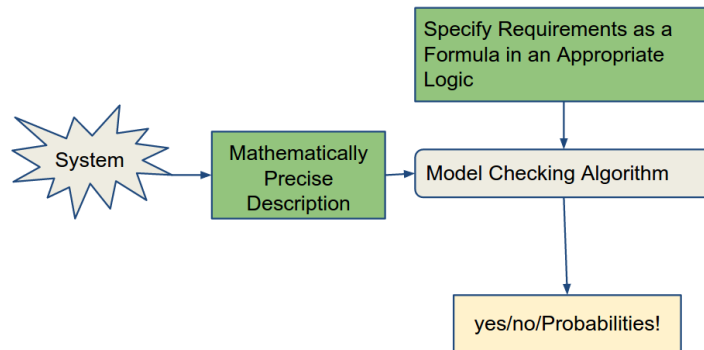 Specify Requirements as a
Formula in an Appropriate
Logic
System
Mathematically
Precise
Description
Model Checking Algorithm
yes/no/Probabilities!